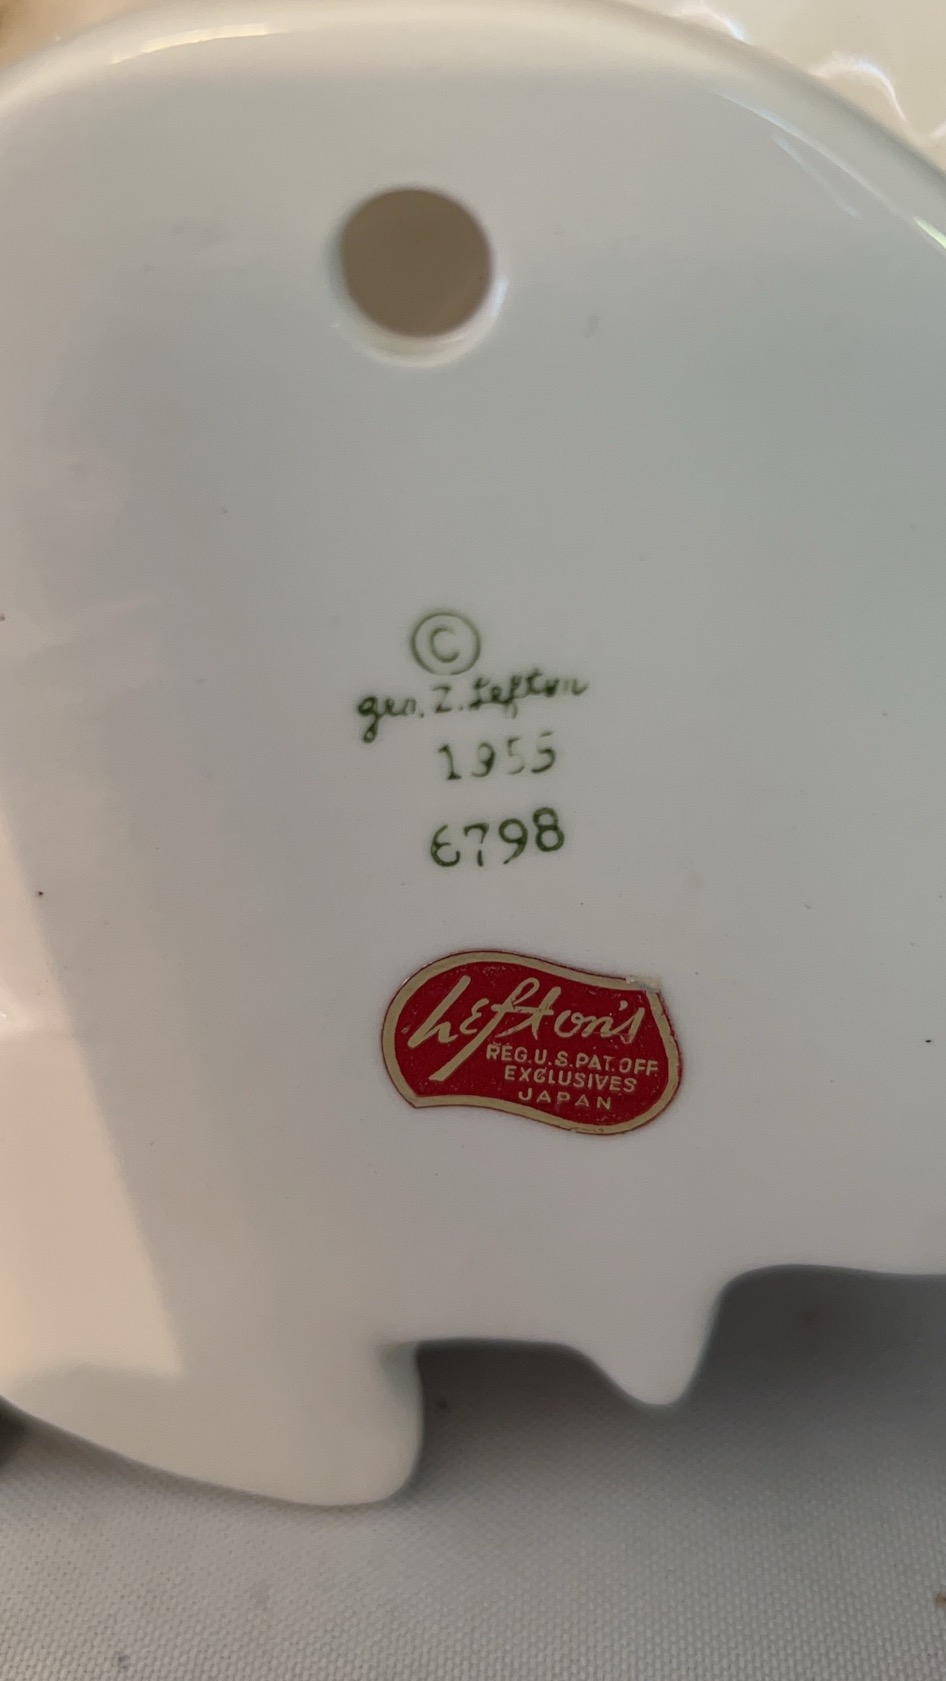 ©
geo. Z. Lefton
1955
6798
Lefton's
REG. U.S. PAT. OFF.
EXCLUSIVES
JAPAN